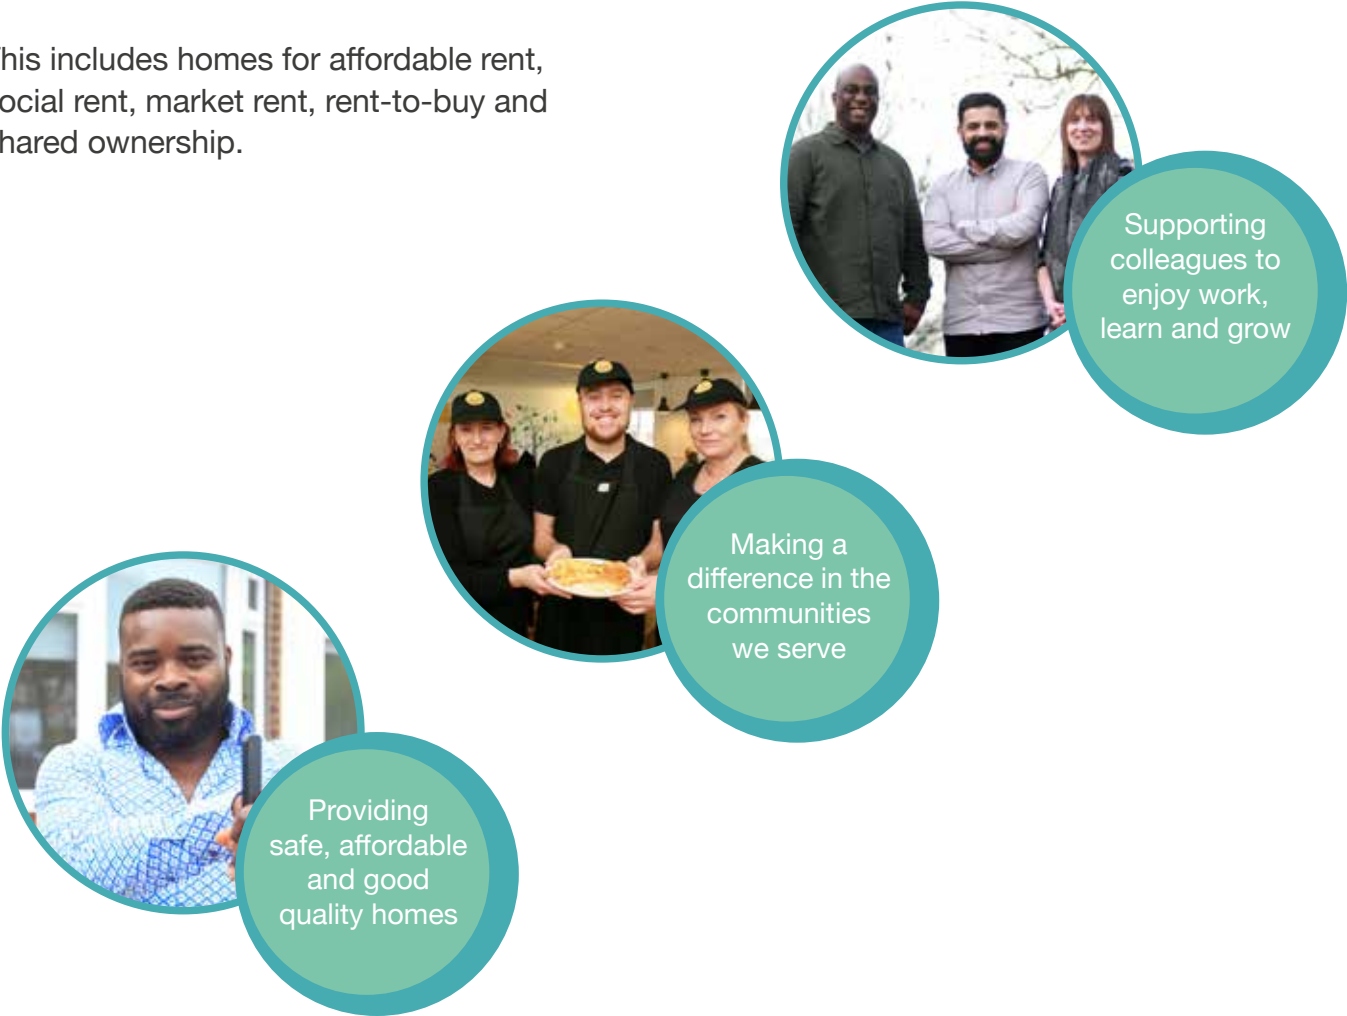 his includes homes for affordable rent,
ocial rent, market rent, rent-to-buy and
hared ownership.
Supporting
colleagues to
enjoy work,
learn and grow
Making a
difference in the
communities
we serve
Providing
safe, affordable
and good
quality homes